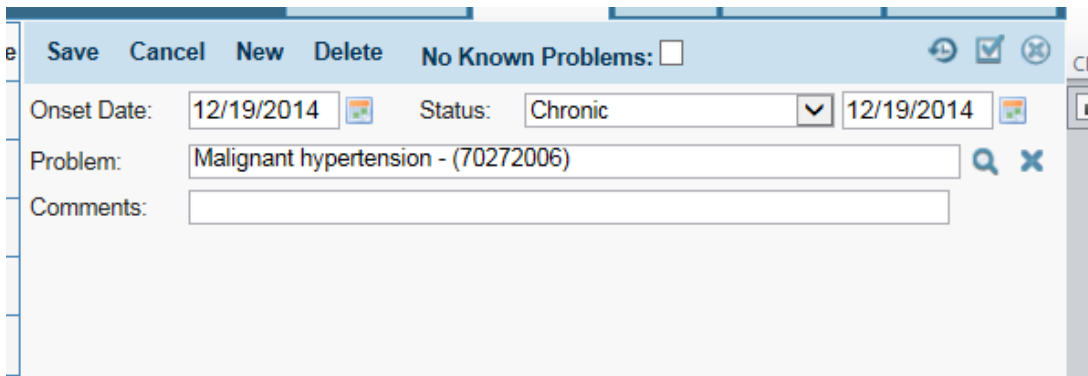 e Save Cancel New Delete No Known Problems:
Onset Date: 12/19/2014 Status: Chronic 12/19/2014
Problem: Malignant hypertension - (70272006)
Comments: